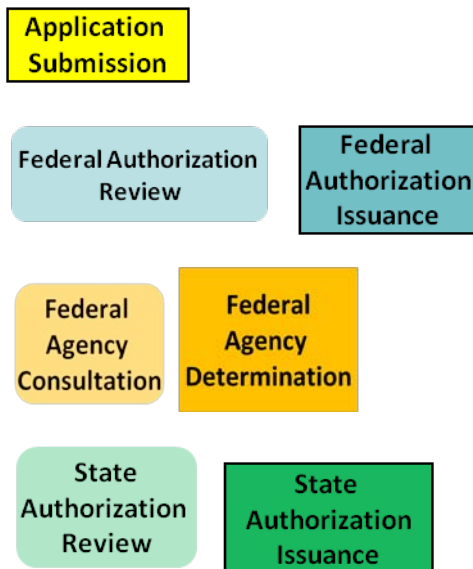 Application
Submission
Federal Authorization
Review
Federal
Authorization
Issuance
Federal
Agency
Consultation
Federal
Agency
Determination
State
Authorization
Review
State
Authorization
Issuance